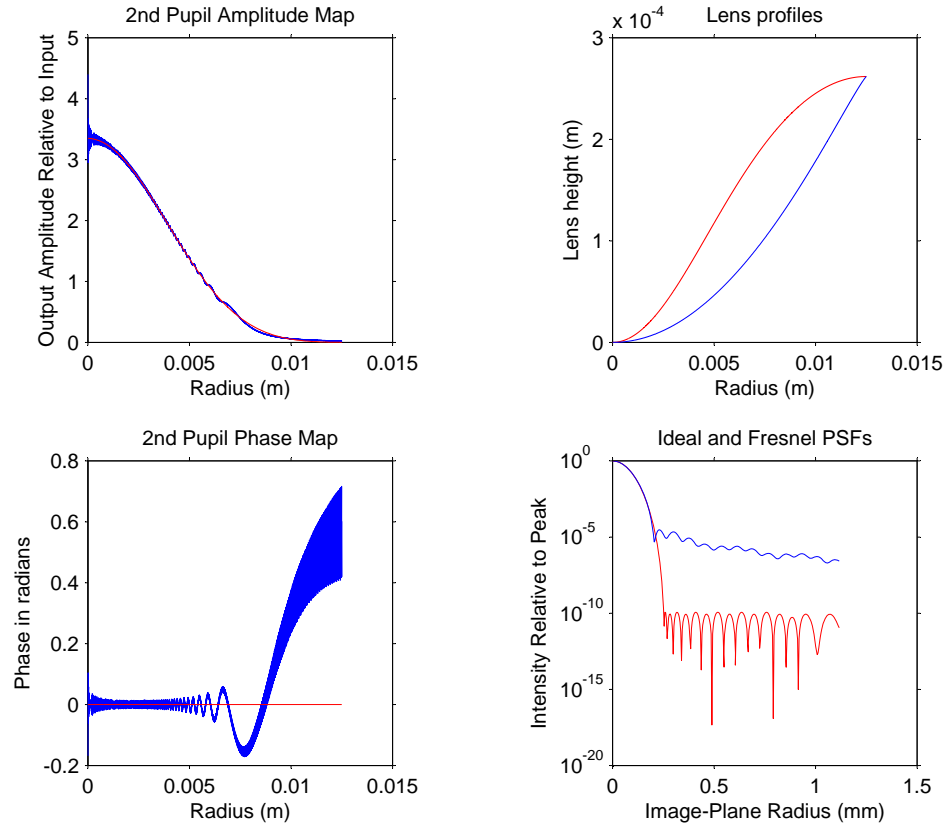 2nd Pupil Amplitude Map
Output Amplitude Relative to Input
5
4
3
2
1
0
0 0.005 0.01 0.015
Radius (m)
Lens profiles
x 10^-4
Lens height (m)
3
2
1
0
0 0.005 0.01 0.015
Radius (m)
2nd Pupil Phase Map
Phase in radians
0.8
0.6
0.4
0.2
0
-0.2
0 0.005 0.01 0.015
Radius (m)
Ideal and Fresnel PSFs
Intensity Relative to Peak
10^0
10^-5
10^-10
10^-15
10^-20
0 0.5 1 1.5
Image-Plane Radius (mm)